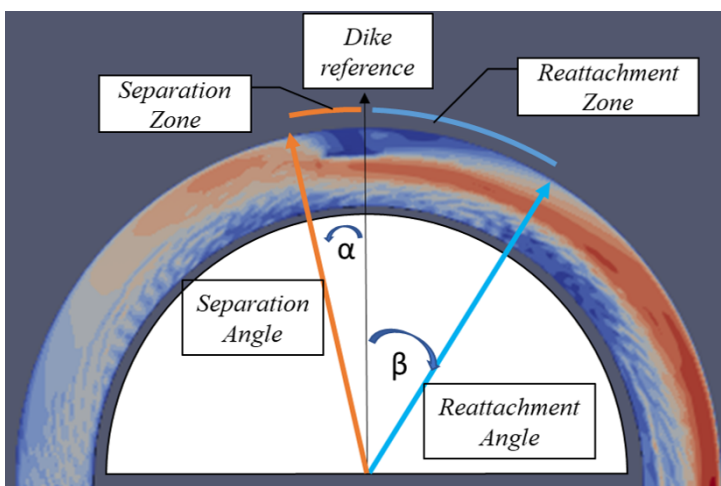 Dike
reference
Separation
Zone
Reattachment
Zone
α
Separation
Angle
β
Reattachment
Angle